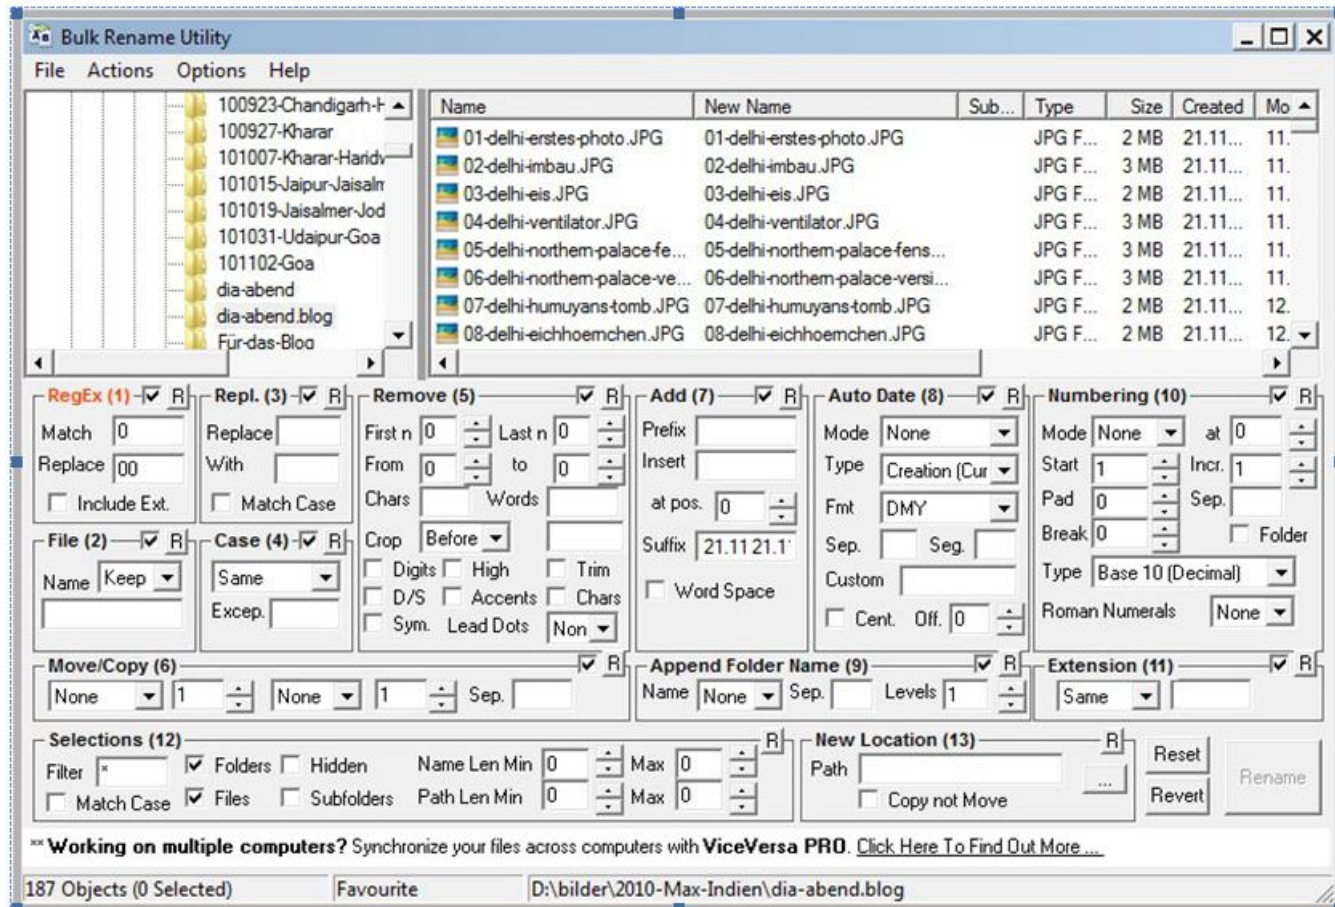 Bulk Rename Utility
File Actions Options Help
100923-Chandigarh-H
100927-Kharar
101007-Kharar-Haridw
101015-Jaipur-Jaisalm
101019-Jaisalmer-Jod
101031-Udaipur-Goa
101102-Goa
dia-abend
dia-abend.blog
Für-das-Blog
Name New Name Sub... Type Size Created Mo
01-delhi-erstes-photo.JPG 01-delhi-erstes-photo.JPG JPG F... 2 MB 21.11... 11.
02-delhi-imbau.JPG 02-delhi-imbau.JPG JPG F... 3 MB 21.11... 11.
03-delhi-eis.JPG 03-delhi-eis.JPG JPG F... 2 MB 21.11... 11.
04-delhi-ventilator.JPG 04-delhi-ventilator.JPG JPG F... 3 MB 21.11... 11.
05-delhi-northern-palace-fe... 05-delhi-northern-palace-fens... JPG F... 3 MB 21.11... 11.
06-delhi-northern-palace-ve... 06-delhi-northern-palace-versi... JPG F... 3 MB 21.11... 11.
07-delhi-humuyans-tomb.JPG 07-delhi-humuyans-tomb.JPG JPG F... 2 MB 21.11... 12.
08-delhi-eichhoernchen.JPG 08-delhi-eichhoernchen.JPG JPG F... 2 MB 21.11... 12.
RegEx (1) R
Match 0
Replace 00
Include Ext.
Repl. (3) R
Replace
With
Match Case
File (2) R
Name Keep
Case (4) R
Same
Excep.
Remove (5) R
First n 0 Last n 0
From 0 to 0
Chars Words
Crop Before
Digits High Trim
D/S Accents Chars
Sym. Lead Dots Non
Add (7) R
Prefix
Insert
at pos. 0
Suffix 21.11 21.1
Word Space
Auto Date (8) R
Mode None
Type Creation (Cur
Fmt DMY
Sep. Seg.
Custom
Cent. Off. 0
Numbering (10) R
Mode None at 0
Start 1 Incr. 1
Pad 0 Sep.
Break 0 Folder
Type Base 10 (Decimal)
Roman Numerals None
Move/Copy (6) R
None 1 None 1 Sep.
Append Folder Name (9) R
Name None Sep. Levels 1
Extension (11) R
Same
Selections (12) R
Filter * Folders Hidden Name Len Min 0 Max 0
Match Case Files Subfolders Path Len Min 0 Max 0
New Location (13) R
Path ...
Copy not Move
Reset
Revert
Rename
** Working on multiple computers? Synchronize your files across computers with ViceVersa PRO. Click Here To Find Out More ...
187 Objects (0 Selected) Favourite D:\bilder\2010-Max-Indien\dia-abend.blog